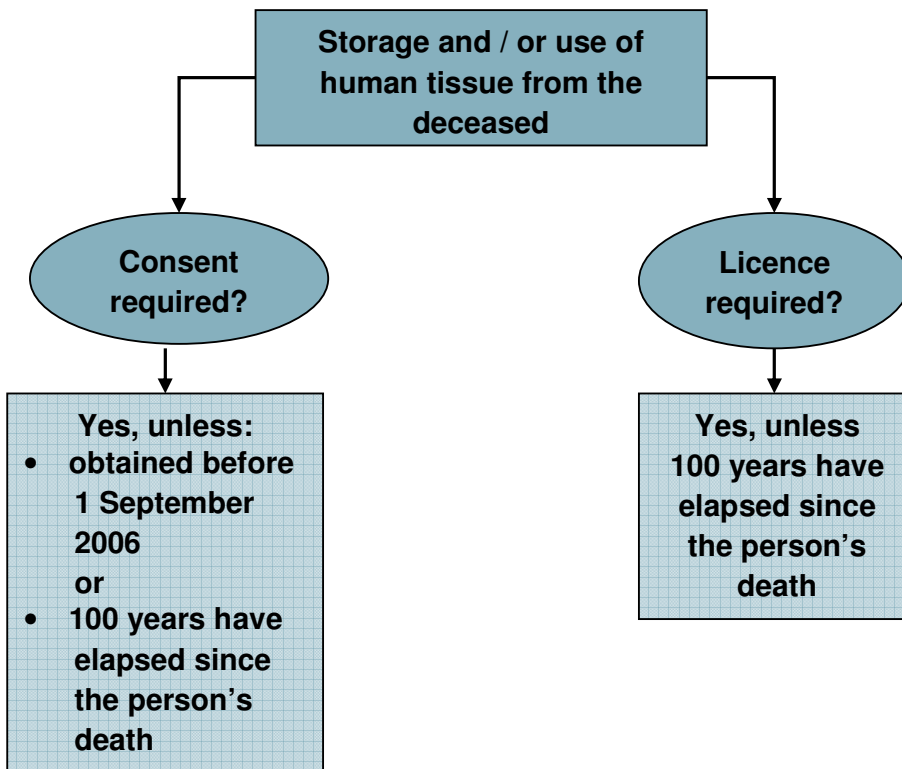 Storage and / or use of
human tissue from the
deceased
Consent
required?
Licence
required?
Yes, unless:
• obtained before
1 September
2006
or
• 100 years have
elapsed since
the person's
death
Yes, unless
100 years have
elapsed since
the person's
death